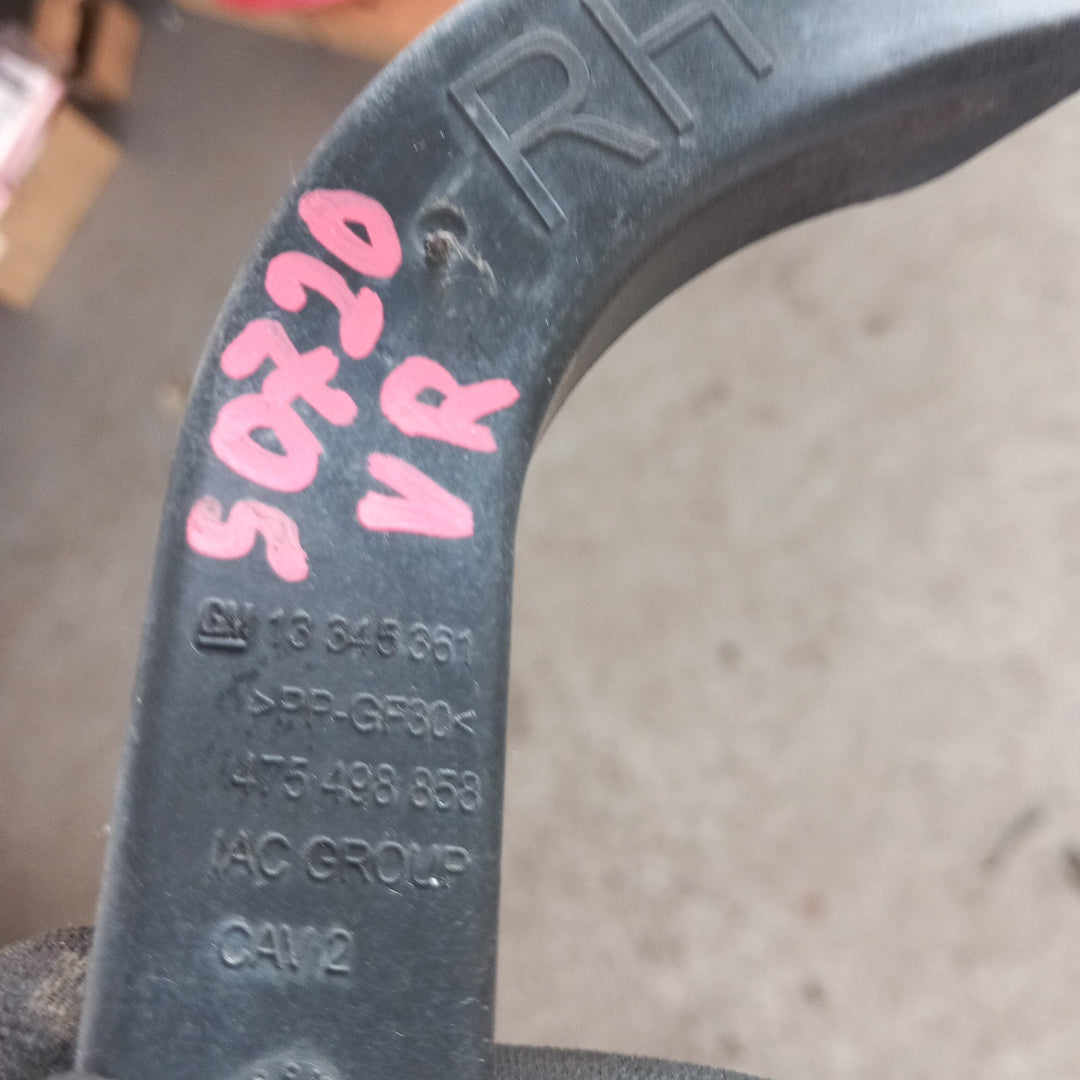 RH
S0720
VR
GM 13 345 361
>PP-GF30<
475 498 858
IAC GROUP
CAV 2